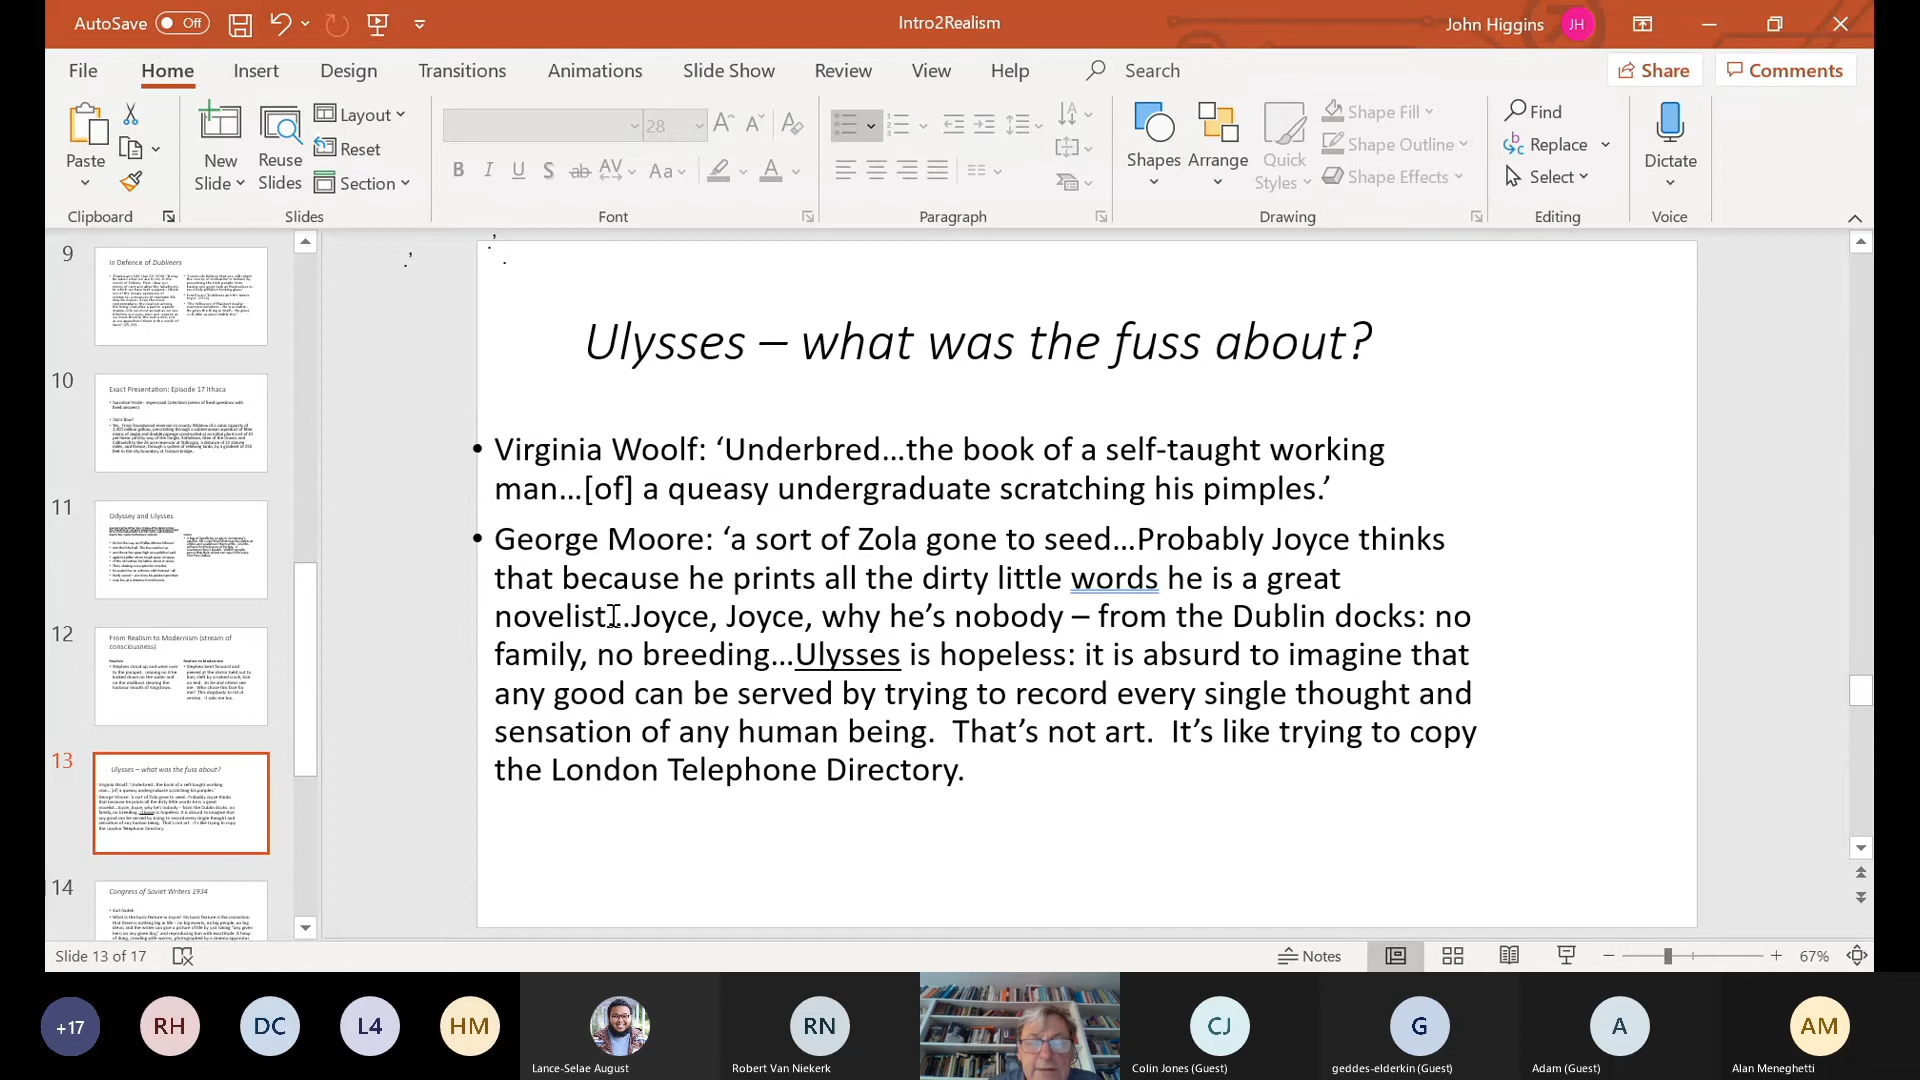 AutoSave Off
Intro2Realism
John Higgins JH
File Home Insert Design Transitions Animations Slide Show Review View Help Search
Share Comments
Paste
New Slide
Reuse Slides
Layout
Reset
Section
28
B I U S ab AV Aa A
Shapes Arrange Quick Styles
Shape Fill
Shape Outline
Shape Effects
Find
Replace
Select
Dictate
Clipboard Slides Font Paragraph Drawing Editing Voice
9
In Defence of Dubliners
10
Exact Presentation: Episode 17 Ithaca
11
Odyssey and Ulysses
12
From Realism to Modernism (stream of
consciousness)
13
Ulysses – what was the fuss about?
14
Congress of Soviet Writers 1934
Ulysses – what was the fuss about?
• Virginia Woolf: ‘Underbred...the book of a self-taught working
man...[of] a queasy undergraduate scratching his pimples.’
• George Moore: ‘a sort of Zola gone to seed...Probably Joyce thinks
that because he prints all the dirty little words he is a great
novelist...Joyce, Joyce, why he’s nobody – from the Dublin docks: no
family, no breeding...Ulysses is hopeless: it is absurd to imagine that
any good can be served by trying to record every single thought and
sensation of any human being. That’s not art. It’s like trying to copy
the London Telephone Directory.
Slide 13 of 17
Notes
67%
+17 RH DC L4 HM RN CJ G A AM
Lance-Selae August
Robert Van Niekerk
Colin Jones (Guest)
geddes-elderkin (Guest)
Adam (Guest)
Alan Meneghetti